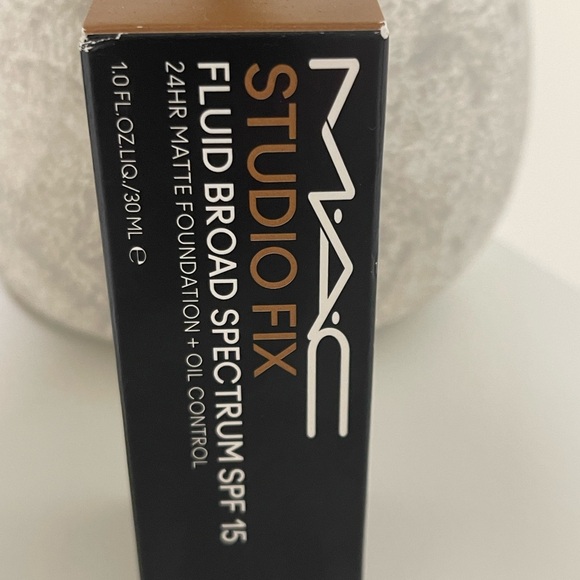 M·A·C
STUDIO FIX
FLUID BROAD SPECTRUM SPF 15
24HR MATTE FOUNDATION + OIL CONTROL
1.0 FL.OZ.LIQ./30 ML ℮